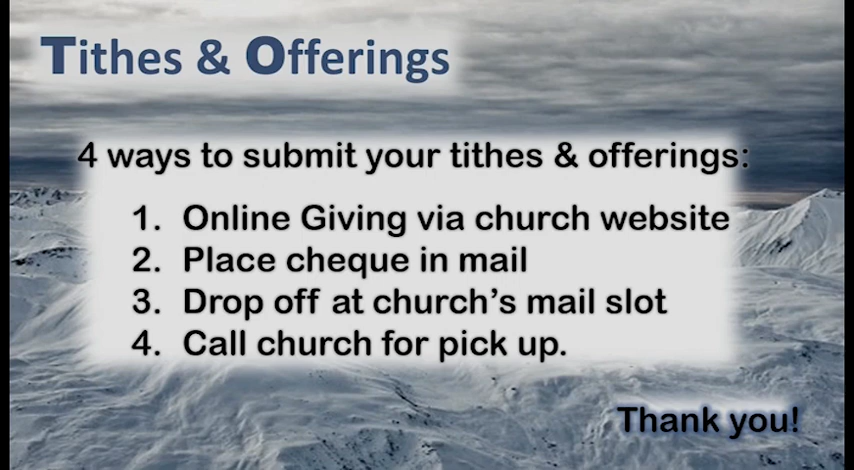 Tithes & Offerings
4 ways to submit your tithes & offerings:
1. Online Giving via church website
2. Place cheque in mail
3. Drop off at church’s mail slot
4. Call church for pick up.
Thank you!